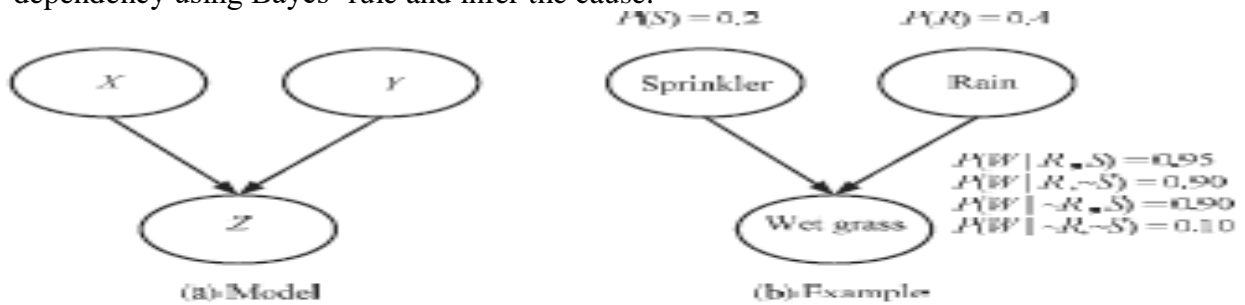 dependency using Bayes' rule and infer the cause.
P(S) = 0.2
P(R) = 0.4
X
Y
Sprinkler
Rain
P(W | R, S) = 0.95
P(W | R, ~S) = 0.90
P(W | ~R, S) = 0.90
P(W | ~R, ~S) = 0.10
Z
Wet grass
(a) Model
(b) Example